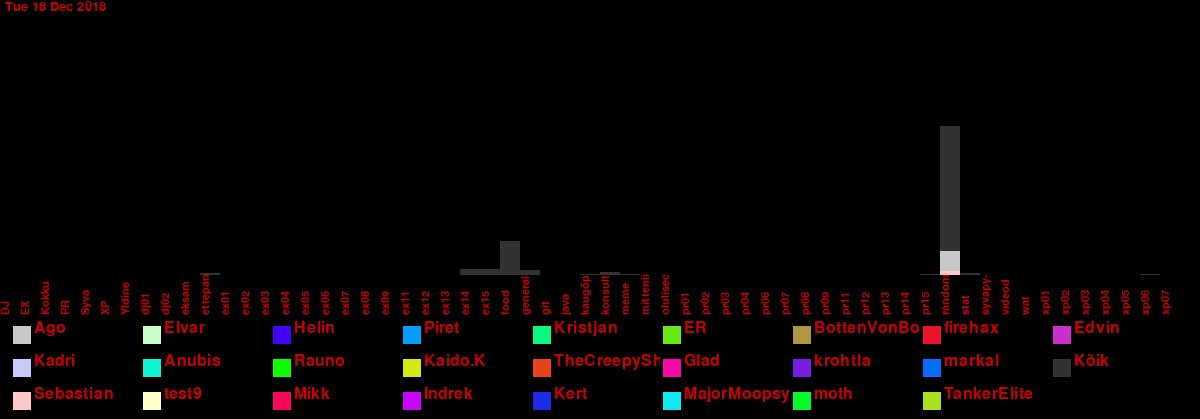 Tue 18 Dec 2018
DJ EX Kokku PR Syva XP Yldine dj01 dj02 eksam ettepan ex01 ex02 ex03 ex04 ex05 ex06 ex07 ex08 ex09 ex11 ex12 ex13 ex14 ex15 food general git java kaugõp konsult meme mittenii olulised pr01 pr02 pr03 pr04 pr06 pr07 pr08 pr09 pr11 pr12 pr13 pr14 pr15 random stat syvapy- videod wat xp01 xp02 xp03 xp04 xp05 xp06 xp07
Ago Elvar Helin Piret Kristjan ER BottenVonBo firehax Edvin
Kadri Anubis Rauno Kaido.K TheCreepySh Glad krohtla markal Kõik
Sebastian test9 Mikk Indrek Kert MajorMoopsy moth TankerElite